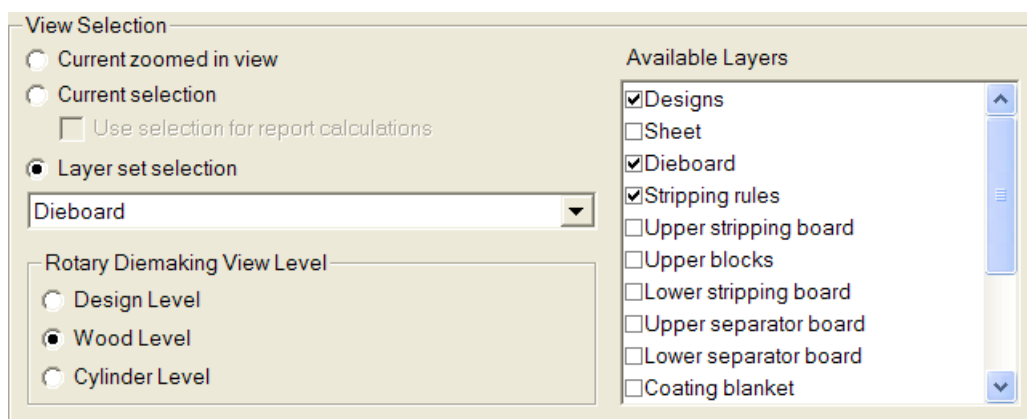 View Selection
Current zoomed in view
Current selection
Use selection for report calculations
Layer set selection
Dieboard
Rotary Diemaking View Level
Design Level
Wood Level
Cylinder Level
Available Layers
Designs
Sheet
Dieboard
Stripping rules
Upper stripping board
Upper blocks
Lower stripping board
Upper separator board
Lower separator board
Coating blanket